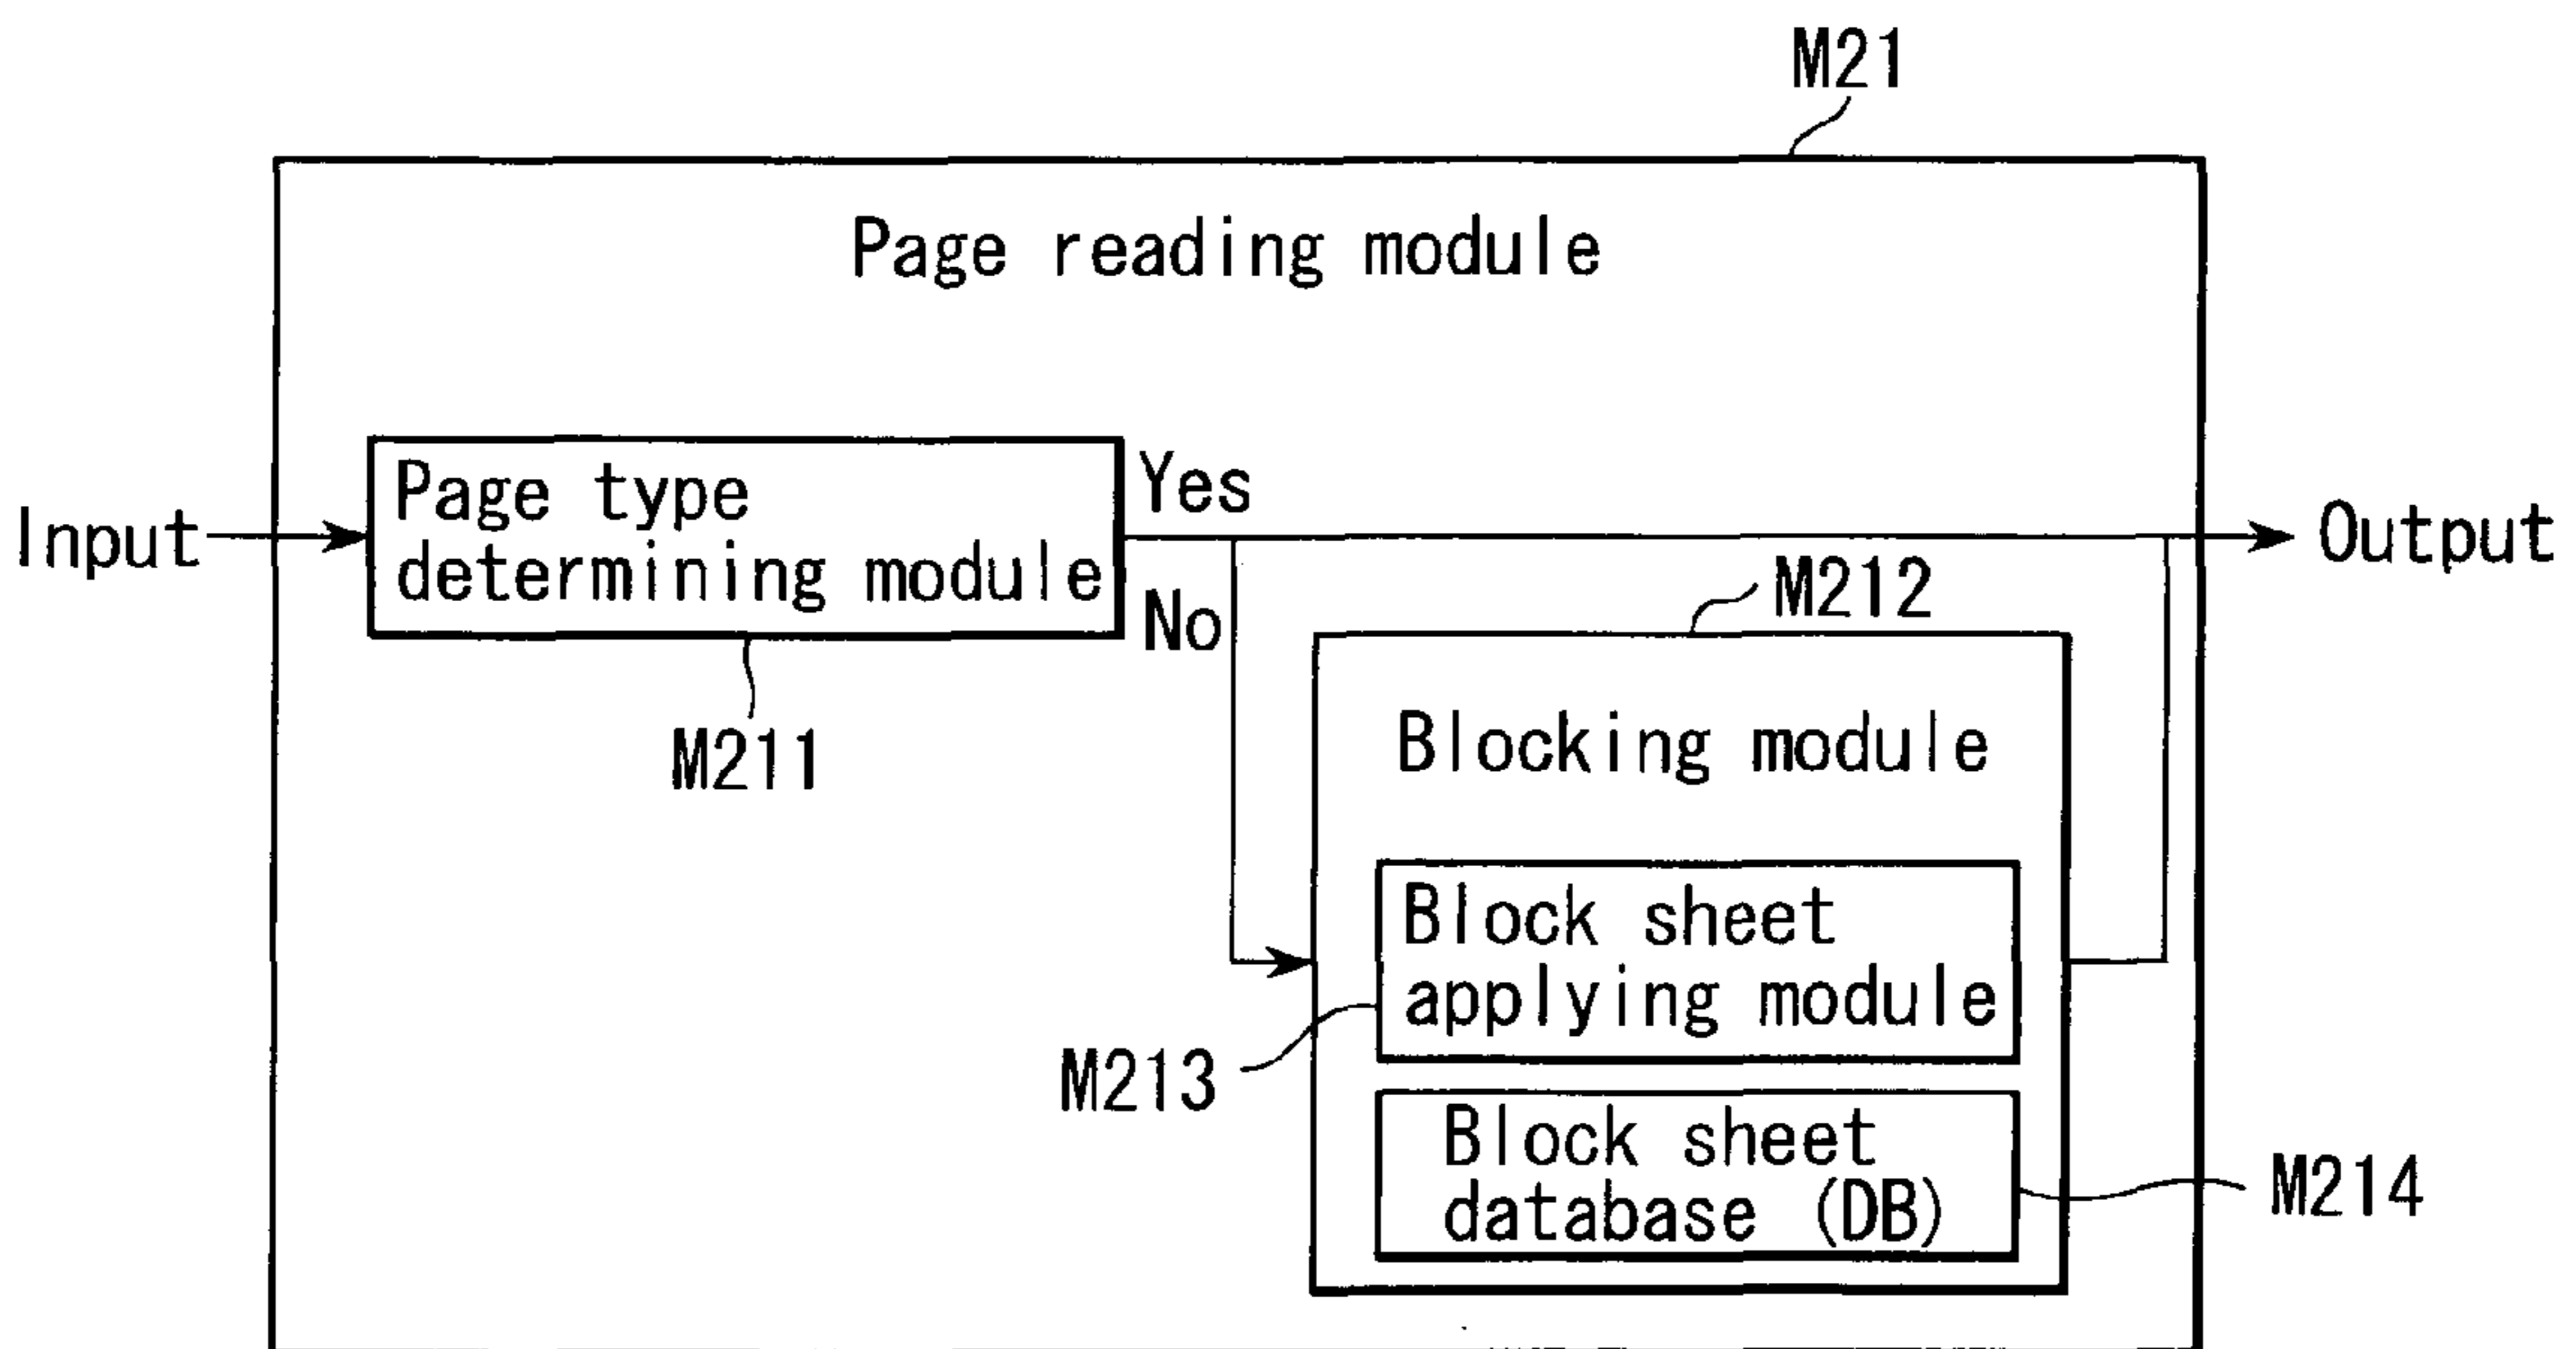 M21
Page reading module
Input
Page type
determining module
Yes
No
Output
M211
M212
Blocking module
Block sheet
applying module
M213
Block sheet
database (DB)
M214